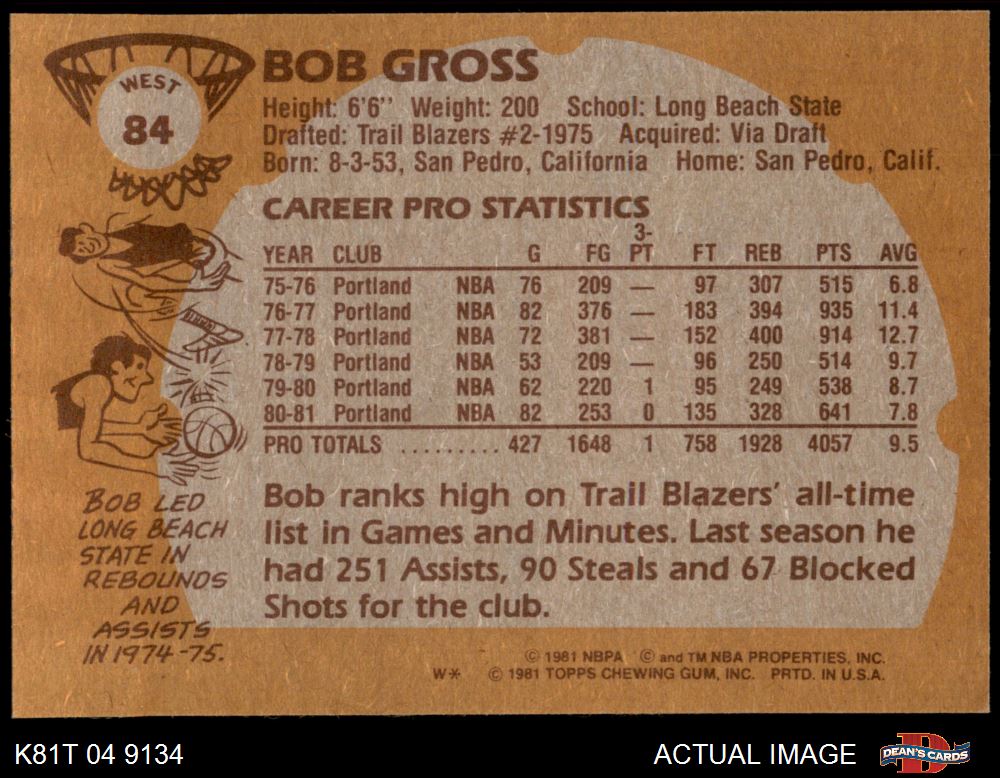 WEST
84
BOB GROSS
Height: 6'6" Weight: 200 School: Long Beach State
Drafted: Trail Blazers #2-1975 Acquired: Via Draft
Born: 8-3-53, San Pedro, California Home: San Pedro, Calif.
CAREER PRO STATISTICS
YEAR CLUB G FG 3-PT FT REB PTS AVG
75-76 Portland NBA 76 209 — 97 307 515 6.8
76-77 Portland NBA 82 376 — 183 394 935 11.4
77-78 Portland NBA 72 381 — 152 400 914 12.7
78-79 Portland NBA 53 209 — 96 250 514 9.7
79-80 Portland NBA 62 220 1 95 249 538 8.7
80-81 Portland NBA 82 253 0 135 328 641 7.8
PRO TOTALS .......... 427 1648 1 758 1928 4057 9.5
BOB LED
LONG BEACH
STATE IN
REBOUNDS
AND
ASSISTS
IN 1974-75.
Bob ranks high on Trail Blazers' all-time
list in Games and Minutes. Last season he
had 251 Assists, 90 Steals and 67 Blocked
Shots for the club.
© 1981 NBPA © and TM NBA PROPERTIES, INC.
W* © 1981 TOPPS CHEWING GUM, INC. PRTD. IN U.S.A.
K81T 04 9134
ACTUAL IMAGE
DEAN'S CARDS